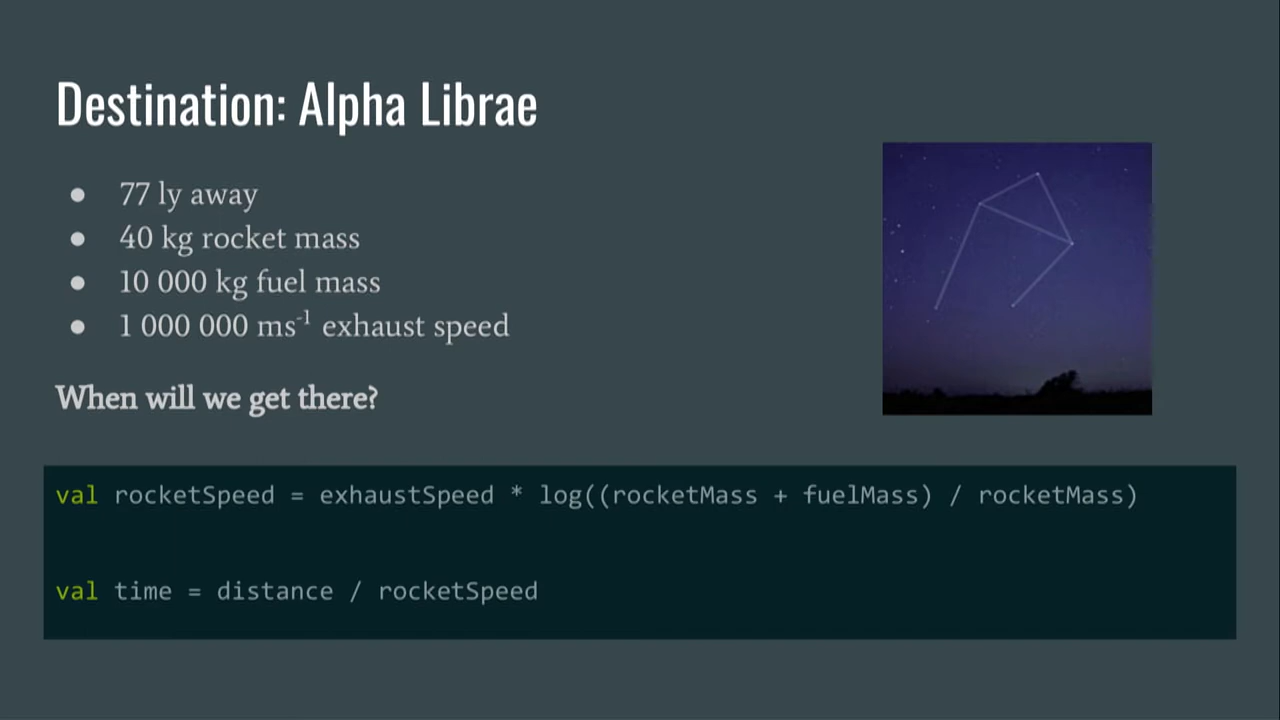 Destination: Alpha Librae
● 77 ly away
● 40 kg rocket mass
● 10 000 kg fuel mass
● 1 000 000 ms⁻¹ exhaust speed
When will we get there?
val rocketSpeed = exhaustSpeed * log((rocketMass + fuelMass) / rocketMass)
val time = distance / rocketSpeed